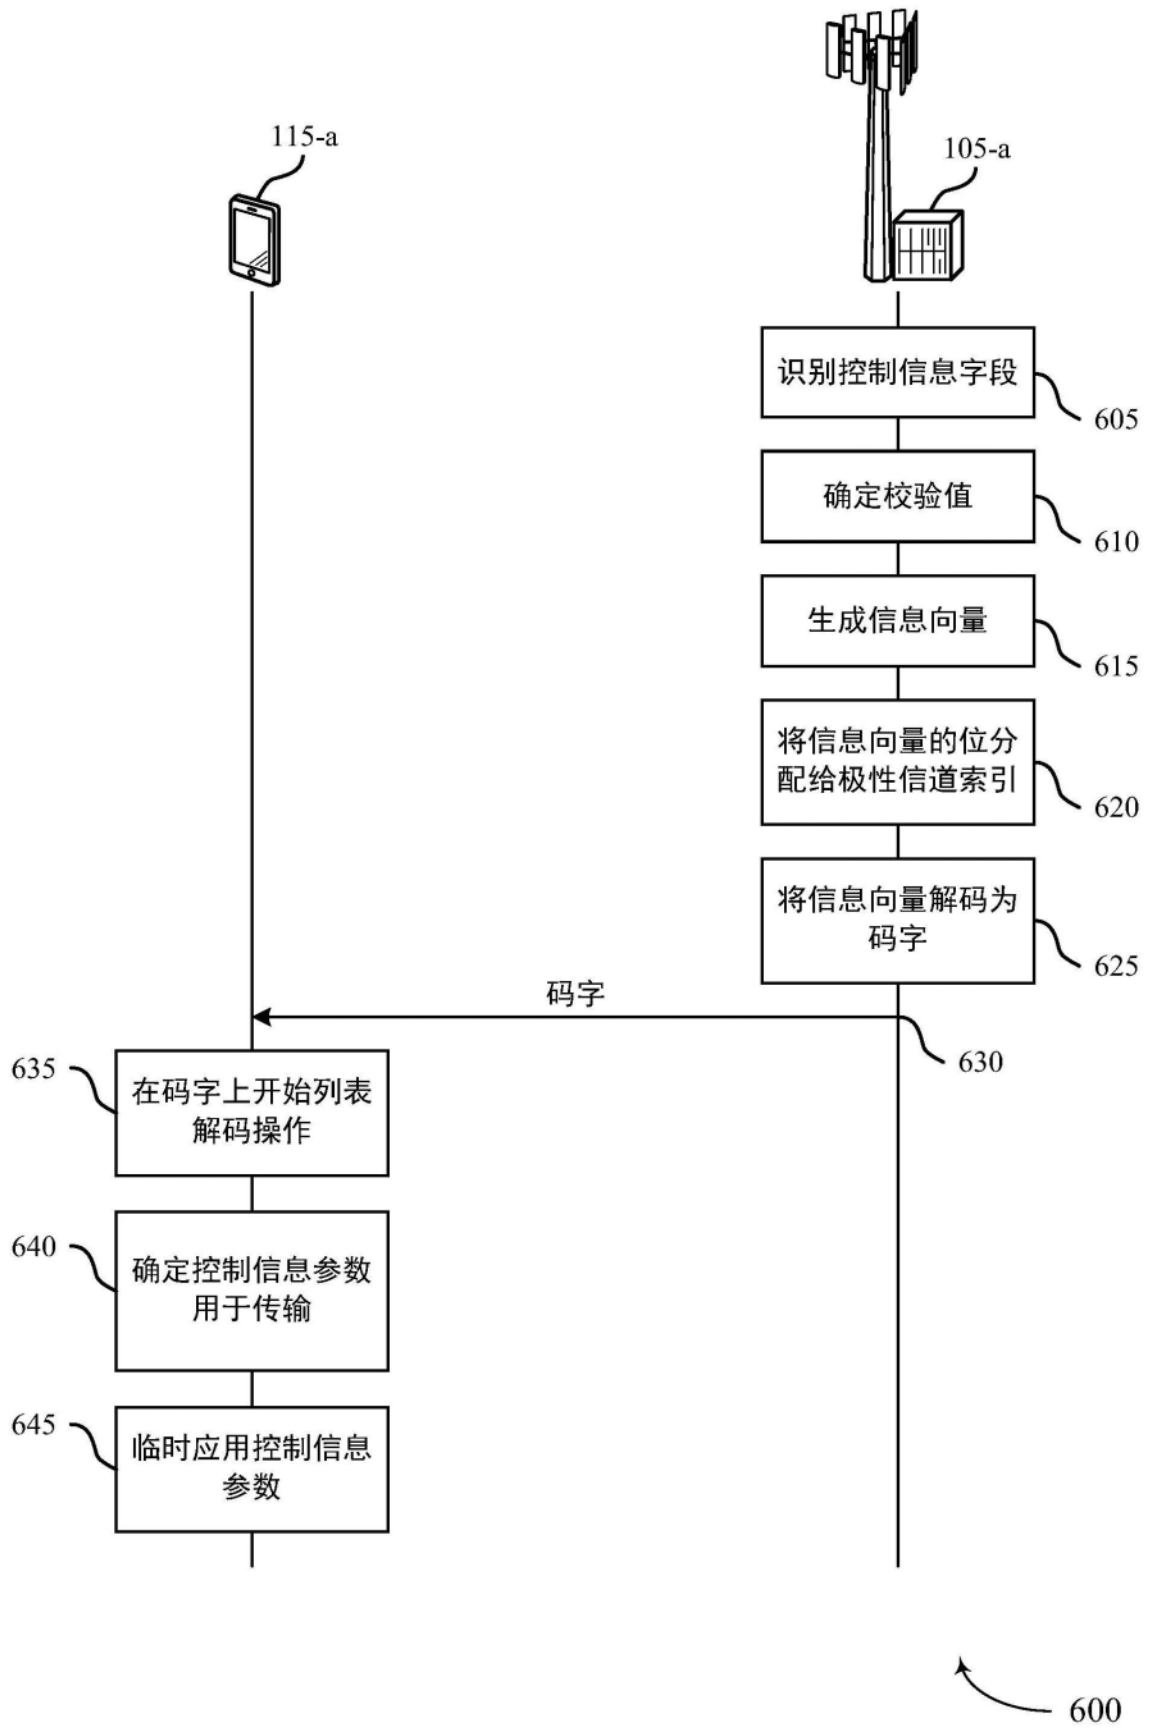 115-a
105-a
识别控制信息字段
605
确定校验值
610
生成信息向量
615
将信息向量的位分
配给极性信道索引
620
将信息向量解码为
码字
625
码字
630
635
在码字上开始列表
解码操作
640
确定控制信息参数
用于传输
645
临时应用控制信息
参数
600